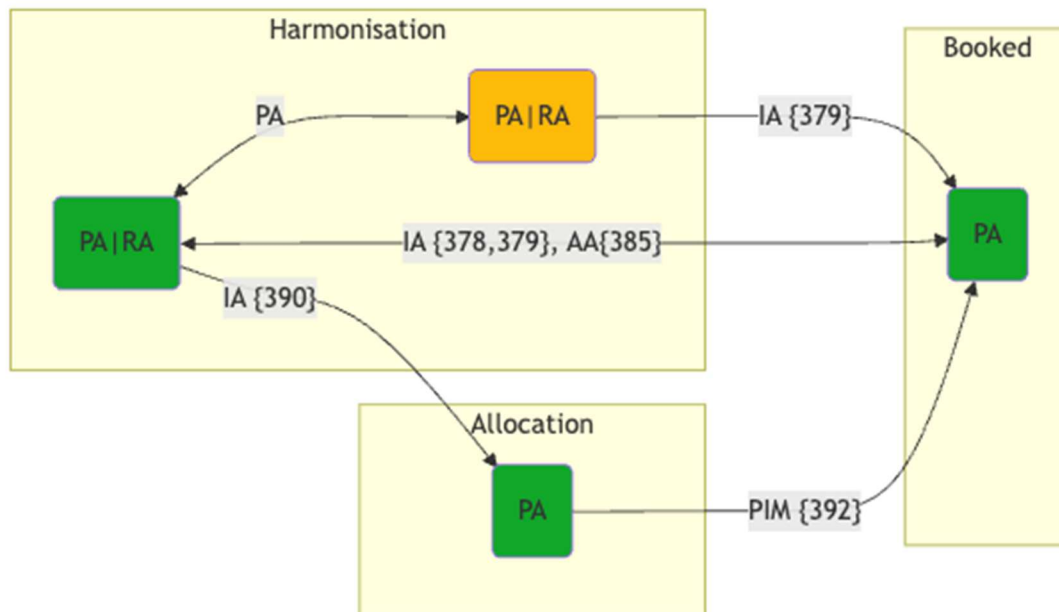 Harmonisation
Booked
PA
PA|RA
IA {379}
PA|RA
IA {378,379}, AA{385}
PA
IA {390}
Allocation
PA
PIM {392}